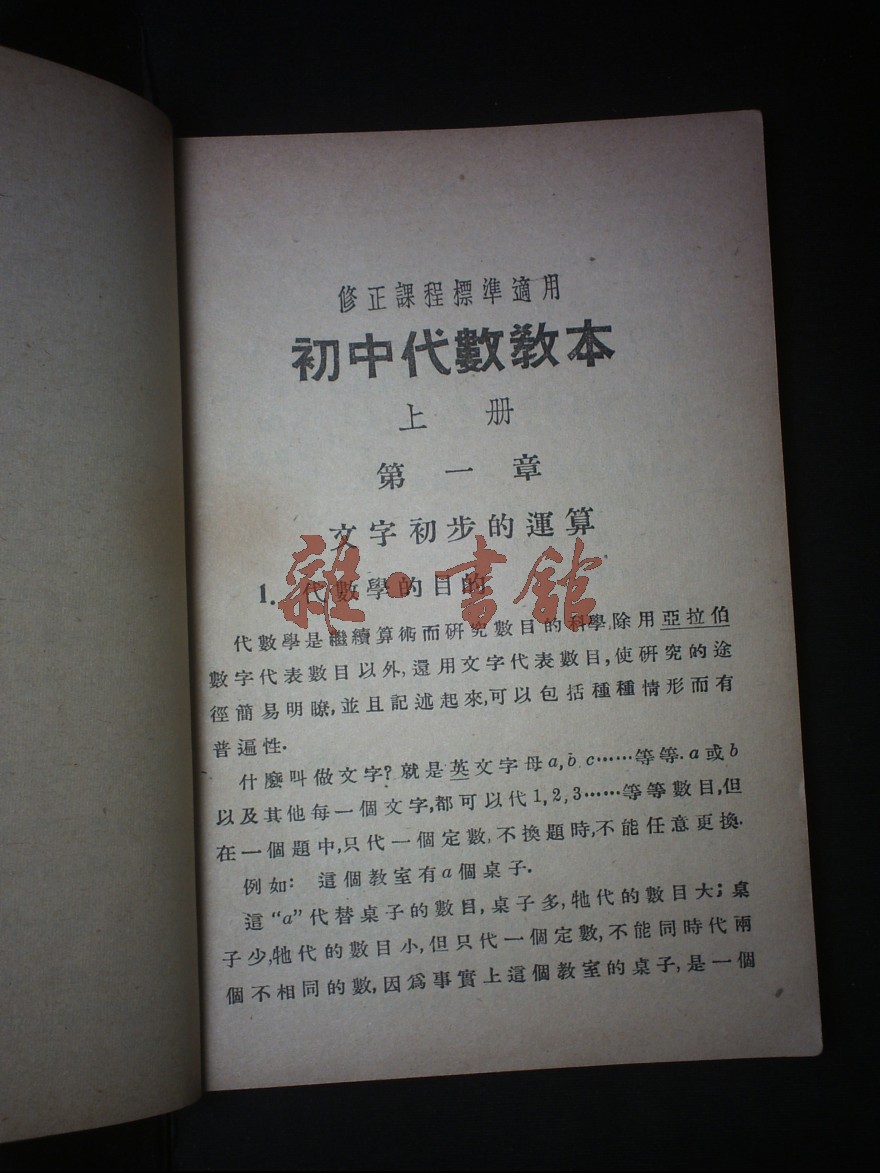 修正課程標準適用
初中代數教本
上册
第一章
文字初步的運算
1. 代數學的目的
代數學是繼續算術而研究數目的科學,除用亞拉伯
數字代表數目以外,還用文字代表數目,使研究的途
徑簡易明瞭,並且記述起來,可以包括種種情形而有
普遍性.
什麼叫做文字?就是英文字母a,b c……等等.a或b
以及其他每一個文字,都可以代1,2,3……等等數目,但
在一個題中,只代一個定數,不換題時,不能任意更換.
例如: 這個教室有a個桌子.
這“a”代替桌子的數目,桌子多,牠代的數目大;桌
子少,牠代的數目小,但只代一個定數,不能同時代兩
個不相同的數,因爲事實上這個教室的桌子,是一個
雜·書館